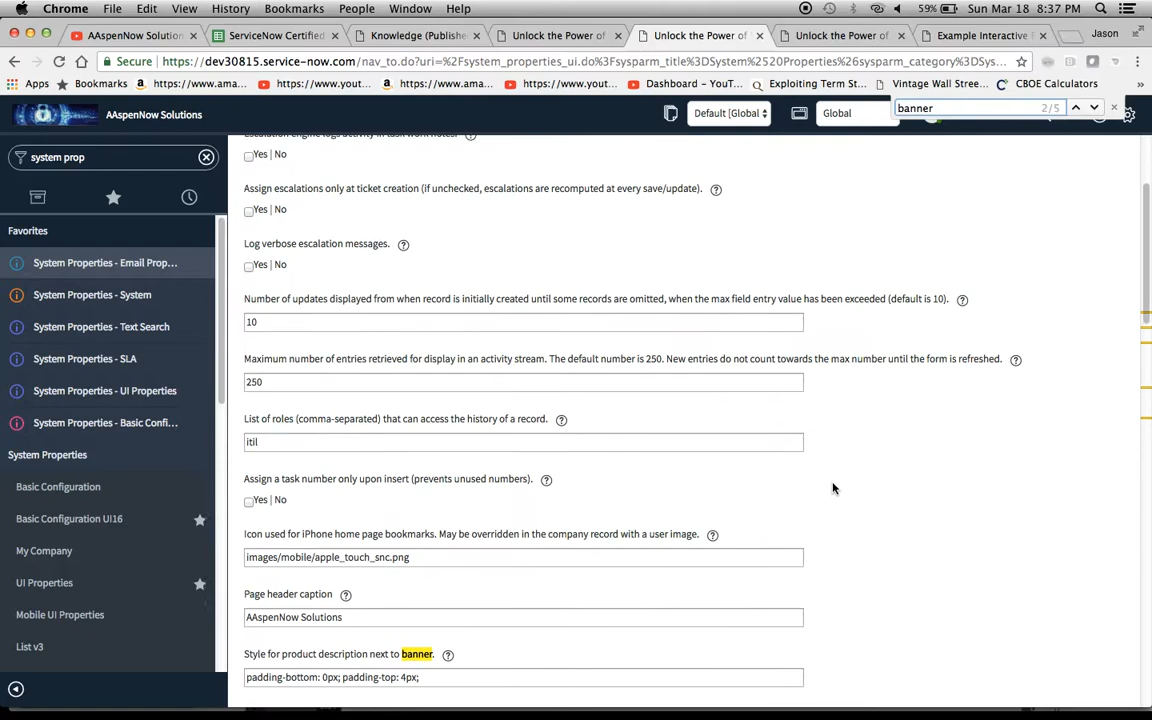 Chrome File Edit View History Bookmarks People Window Help 59% Sun Mar 18 8:37 PM
AAspenNow Solution ServiceNow Certified Knowledge (Publishe Unlock the Power of Unlock the Power of Unlock the Power of Example Interactive Jason
Secure https://dev30815.service-now.com/nav_to.do?uri=%2Fsystem_properties_ui.do%3Fsysparm_title%3DSystem%2520Properties%26sysparm_category%3DSys...
Apps Bookmarks https://www.ama... https://www.your... https://www.ama... https://www.your... Dashboard - YouT... Exploiting Term St... Vintage Wall Stree... CBOE Calculators
banner 2/5
AAspenNow Solutions Default [Global Global
system prop
Favorites
System Properties - Email Prop...
System Properties - System
System Properties - Text Search
System Properties - SLA
System Properties - UI Properties
System Properties - Basic Confi...
System Properties
Basic Configuration
Basic Configuration UI16
My Company
UI Properties
Mobile UI Properties
List v3
Yes | No
Assign escalations only at ticket creation (if unchecked, escalations are recomputed at every save/update).
Yes | No
Log verbose escalation messages.
Yes | No
Number of updates displayed from when record is initially created until some records are omitted, when the max field entry value has been exceeded (default is 10).
10
Maximum number of entries retrieved for display in an activity stream. The default number is 250. New entries do not count towards the max number until the form is refreshed.
250
List of roles (comma-separated) that can access the history of a record.
itil
Assign a task number only upon insert (prevents unused numbers).
Yes | No
Icon used for iPhone home page bookmarks. May be overridden in the company record with a user image.
images/mobile/apple_touch_snc.png
Page header caption
AAspenNow Solutions
Style for product description next to banner.
padding-bottom: 0px; padding-top: 4px;